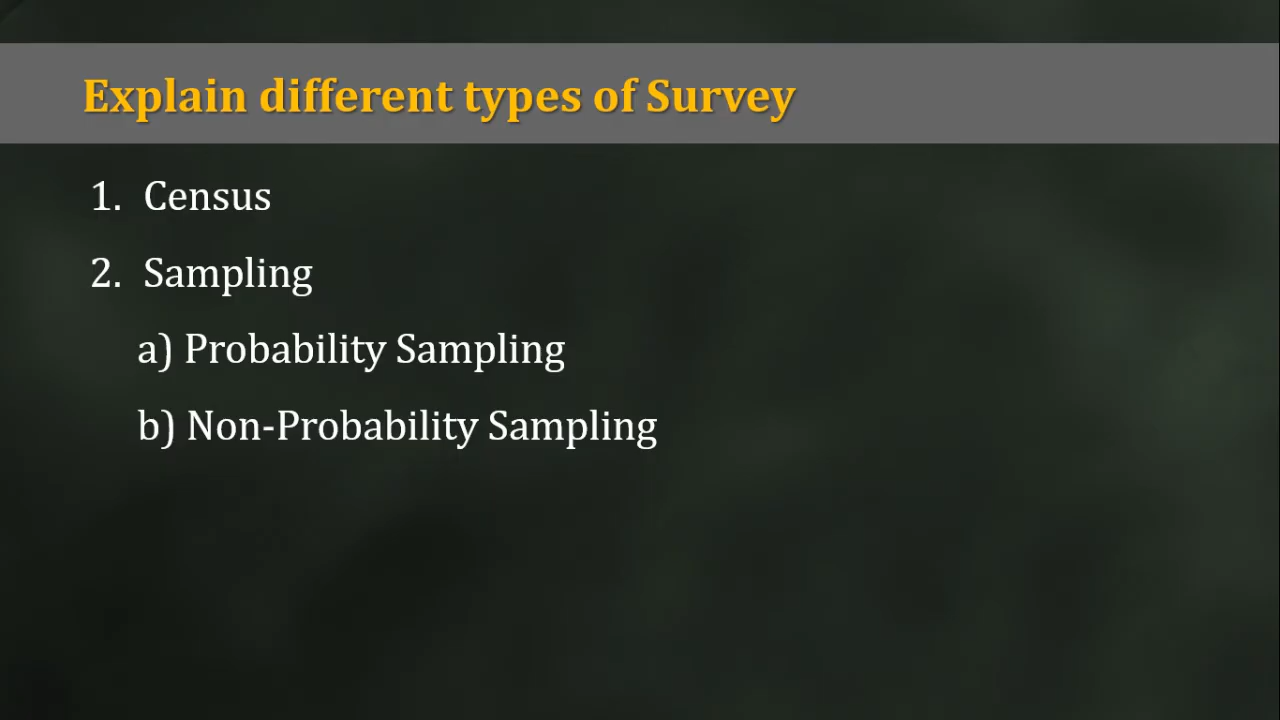 Explain different types of Survey
1. Census
2. Sampling
a) Probability Sampling
b) Non-Probability Sampling